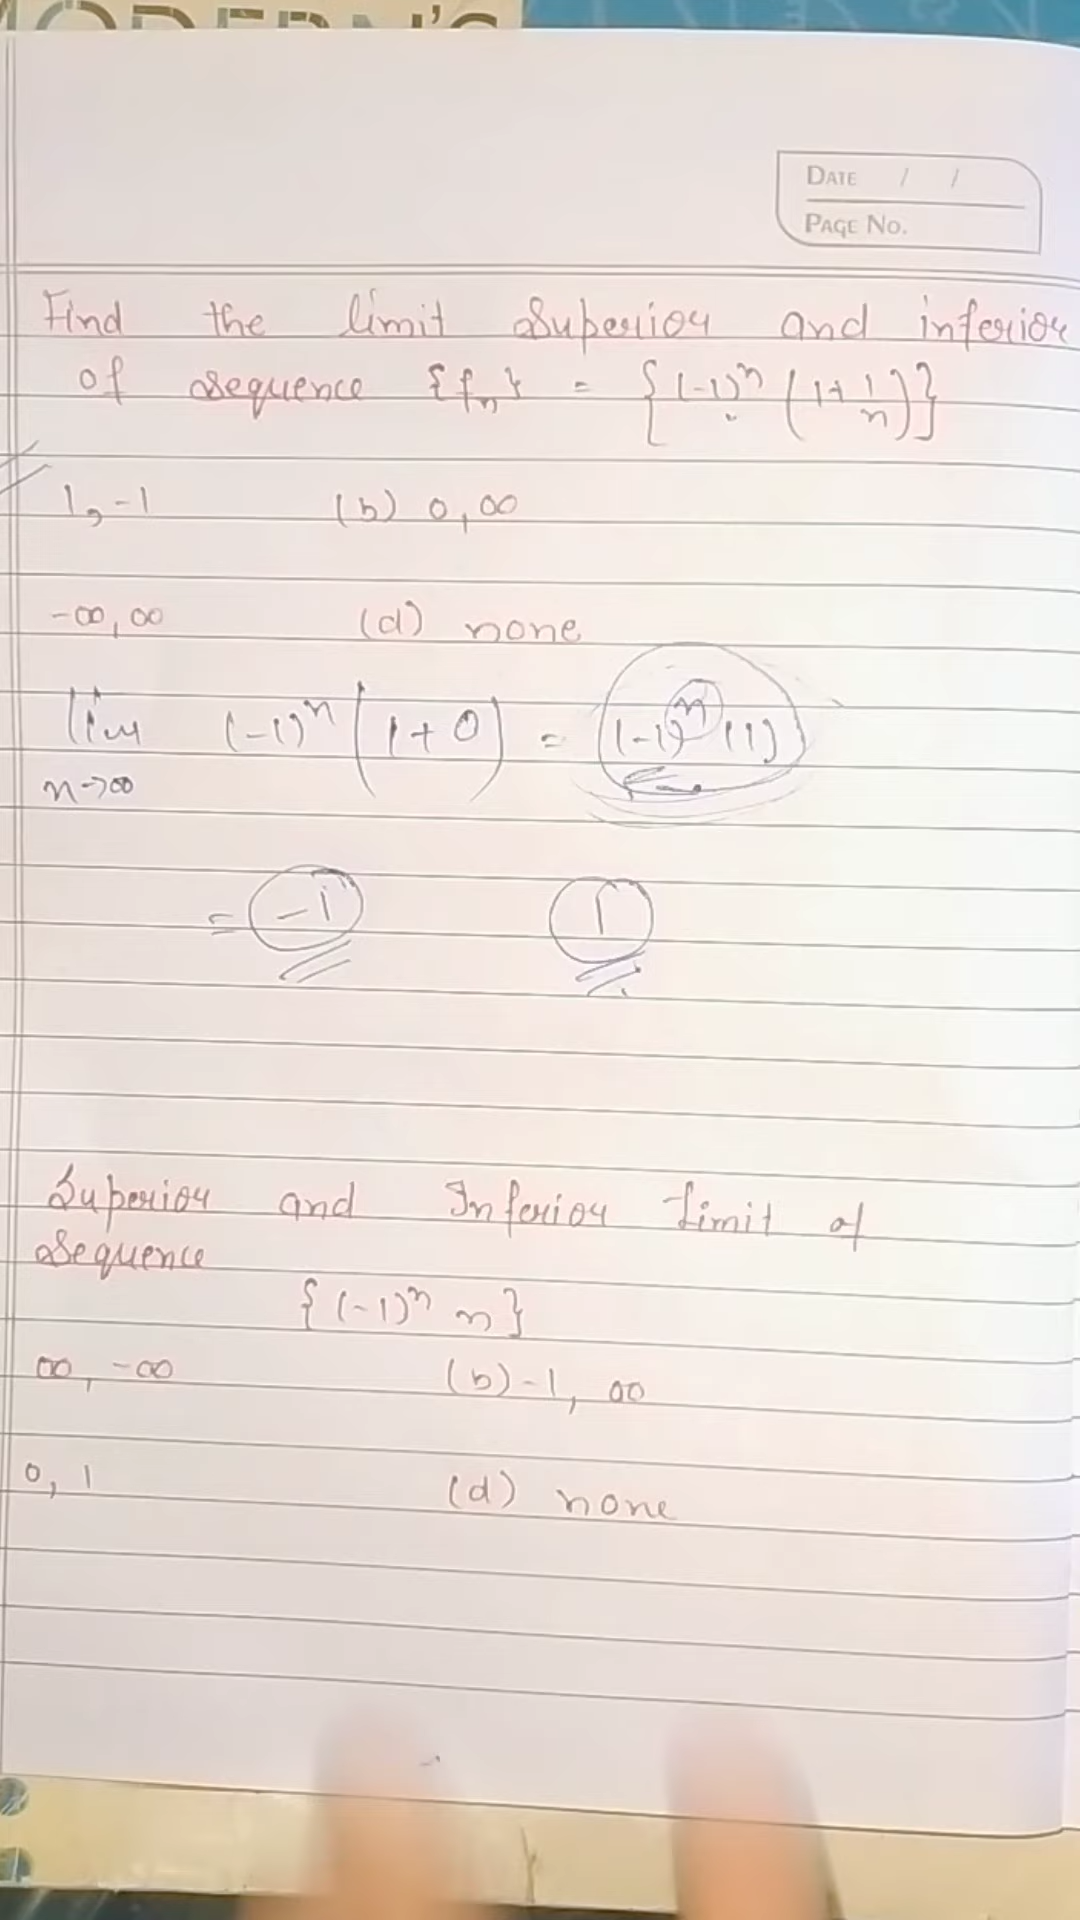 MODERN'S
DATE / /
PAGE NO.
Find the limit Superior and inferior
of sequence {fn} = {(-1)ⁿ (1+1/n)}
1, -1 (b) 0, ∞
-∞, ∞ (d) none
lim n→∞ (-1)ⁿ (1+0) = (-1)ⁿ (1)
= -1 1
Superior and Inferior Limit of
Sequence
{(-1)ⁿ n}
∞, -∞ (b) -1, ∞
0, 1 (d) none